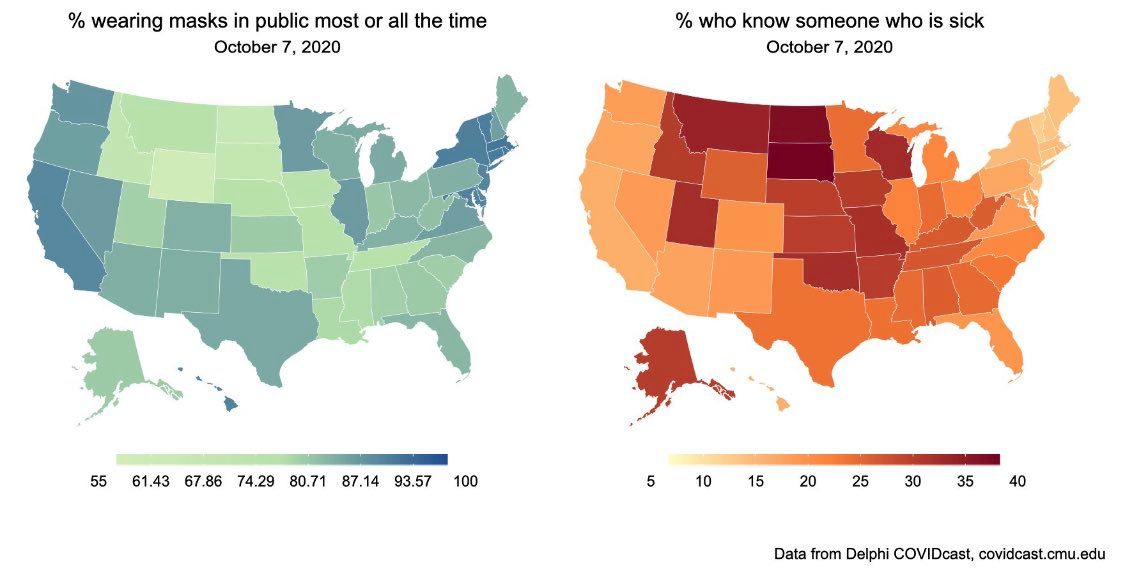 % wearing masks in public most or all the time
October 7, 2020
55 61.43 67.86 74.29 80.71 87.14 93.57 100
% who know someone who is sick
October 7, 2020
5 10 15 20 25 30 35 40
Data from Delphi COVIDcast, covidcast.cmu.edu